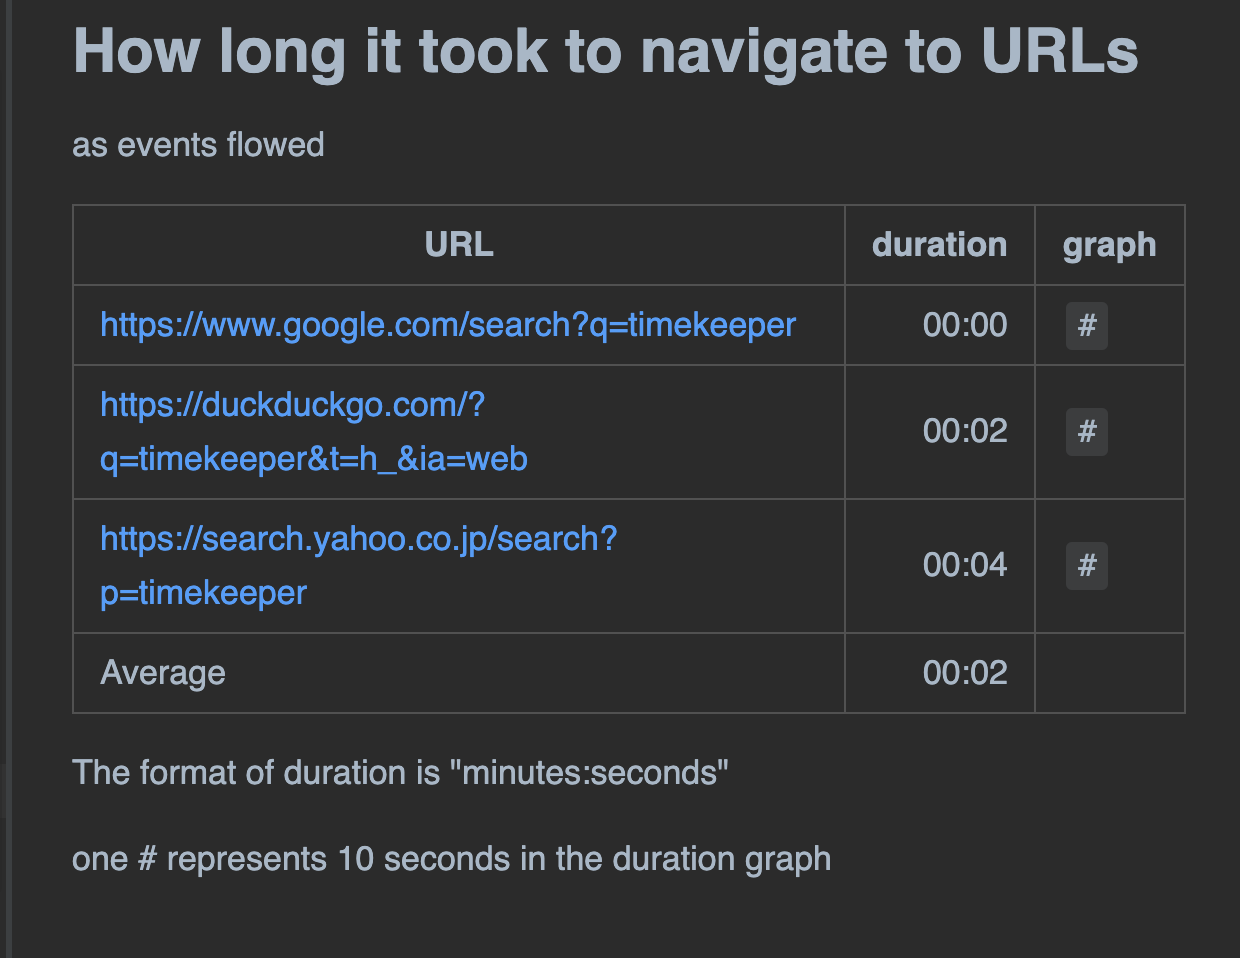 How long it took to navigate to URLs
as events flowed
URL duration graph
https://www.google.com/search?q=timekeeper 00:00 #
https://duckduckgo.com/?
q=timekeeper&t=h_&ia=web 00:02 #
https://search.yahoo.co.jp/search?
p=timekeeper 00:04 #
Average 00:02
The format of duration is "minutes:seconds"
one # represents 10 seconds in the duration graph